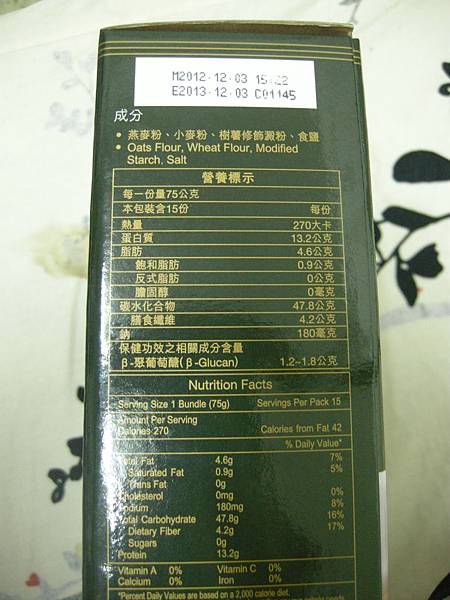 M2012.12.03 15:22
E2013.12.03 C01145
成分
• 燕麥粉、小麥粉、樹薯修飾澱粉、食鹽
• Oats Flour, Wheat Flour, Modified
Starch, Salt
營養標示
每一份量75公克
本包裝含15份 每份
熱量 270大卡
蛋白質 13.2公克
脂肪 4.6公克
飽和脂肪 0.9公克
反式脂肪 0公克
膽固醇 0毫克
碳水化合物 47.8公克
膳食纖維 4.2公克
鈉 180毫克
保健功效之相關成分含量
β-聚葡萄醣(β-Glucan) 1.2~1.8公克
Nutrition Facts
Serving Size 1 Bundle (75g) Servings Per Pack 15
Amount Per Serving
Calories 270 Calories from Fat 42
% Daily Value*
Total Fat 4.6g 7%
Saturated Fat 0.9g 5%
Trans Fat 0g
Cholesterol 0mg 0%
Sodium 180mg 8%
Total Carbohydrate 47.8g 16%
Dietary Fiber 4.2g 17%
Sugars 0g
Protein 13.2g
Vitamin A 0% Vitamin C 0%
Calcium 0% Iron 0%
*Percent Daily Values are based on a 2,000 calorie diet.